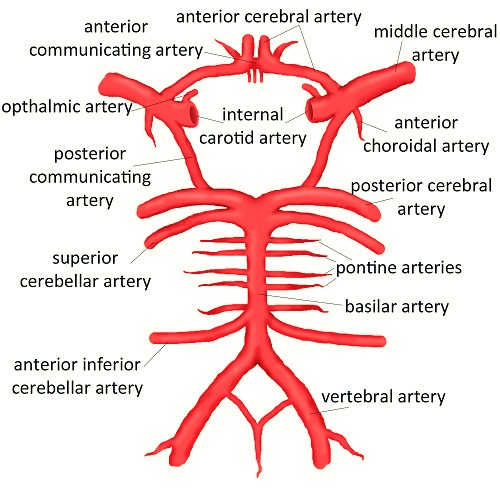 anterior
communicating artery
anterior cerebral artery
middle cerebral
artery
opthalmic artery
internal
carotid artery
anterior
choroidal artery
posterior
communicating
artery
posterior cerebral
artery
superior
cerebellar artery
pontine arteries
basilar artery
anterior inferior
cerebellar artery
vertebral artery